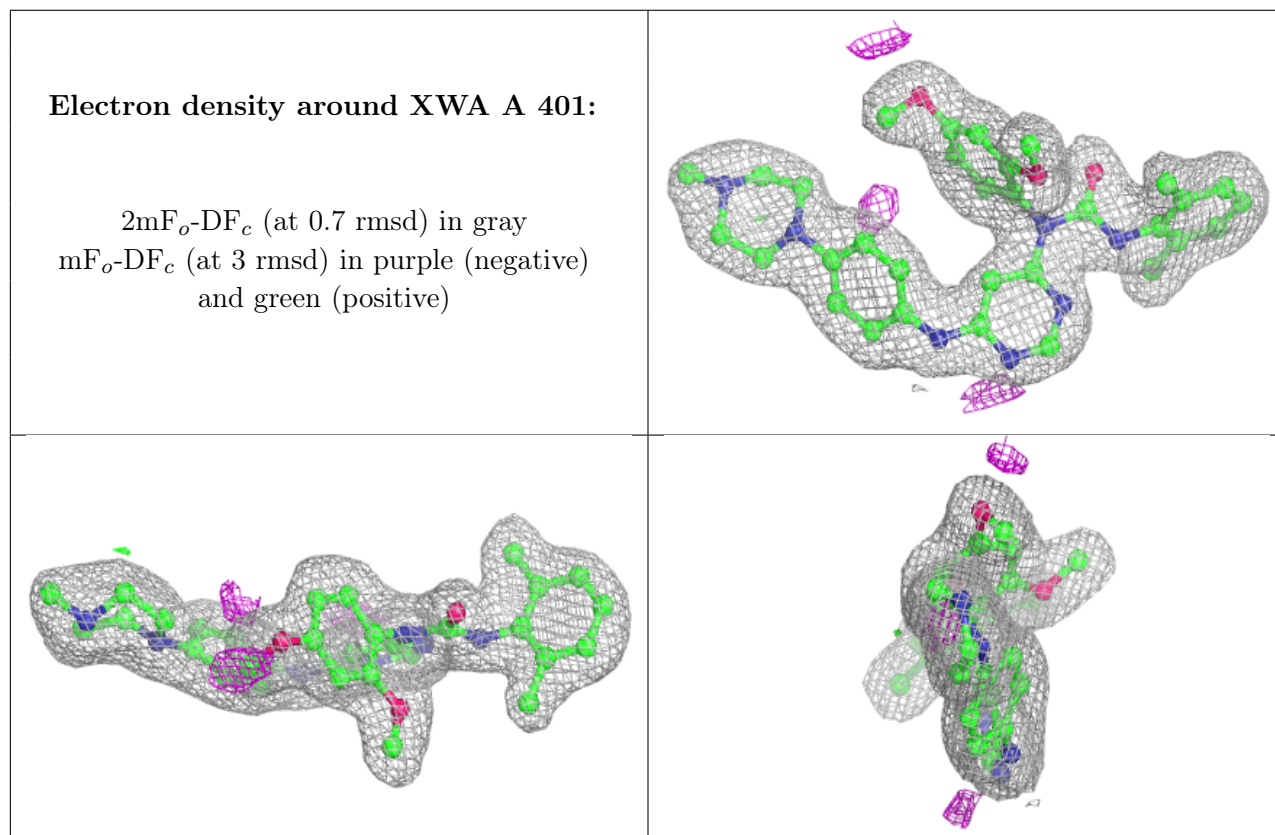 Electron density around XWA A 401:
2mFo-DFc (at 0.7 rmsd) in gray
mFo-DFc (at 3 rmsd) in purple (negative)
and green (positive)